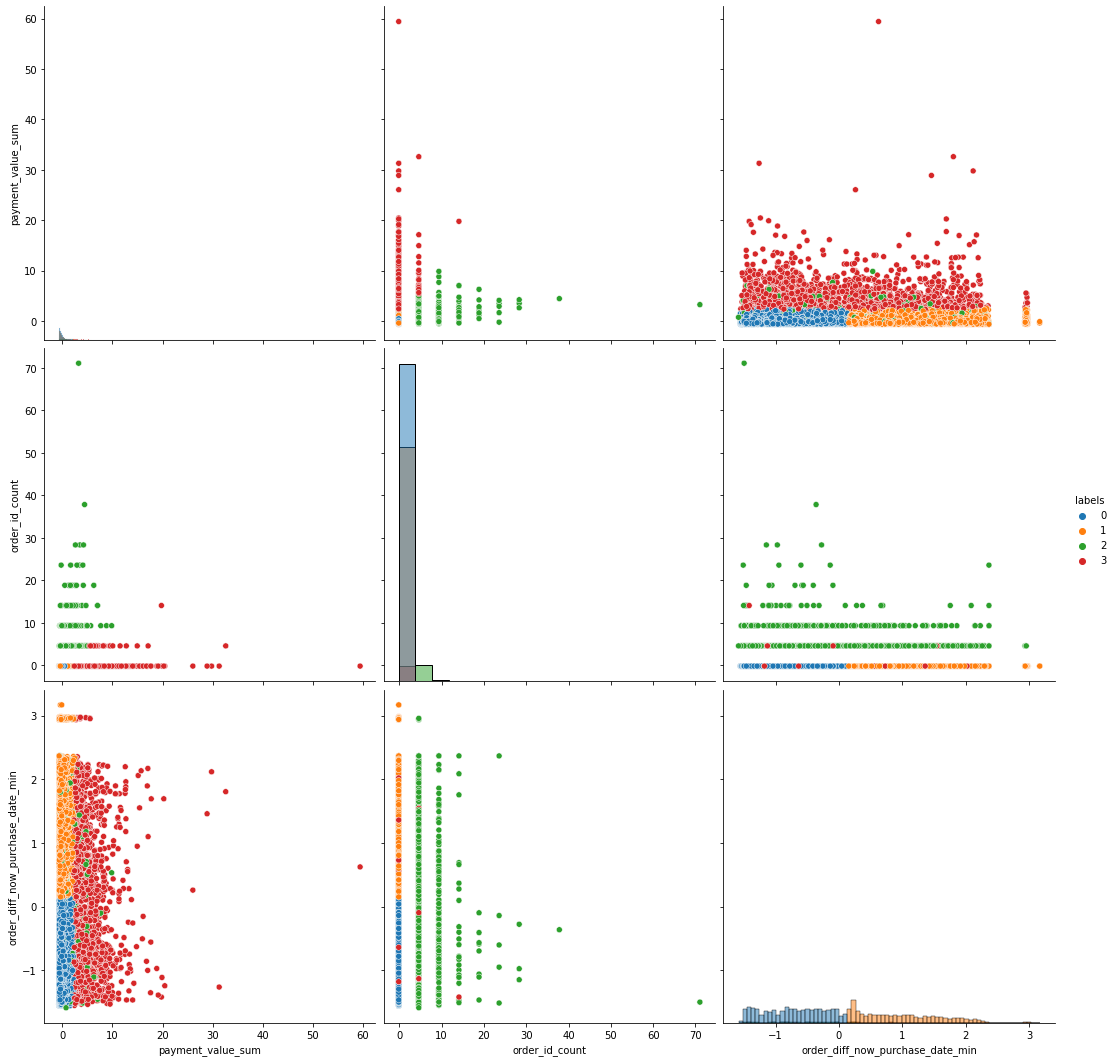 60
50
40
30
20
10
0
payment_value_sum
70
60
50
40
30
20
10
0
order_id_count
labels
0
1
2
3
3
2
1
0
−1
order_diff_now_purchase_date_min
0 10 20 30 40 50 60
payment_value_sum
0 10 20 30 40 50 60 70
order_id_count
−1 0 1 2 3
order_diff_now_purchase_date_min